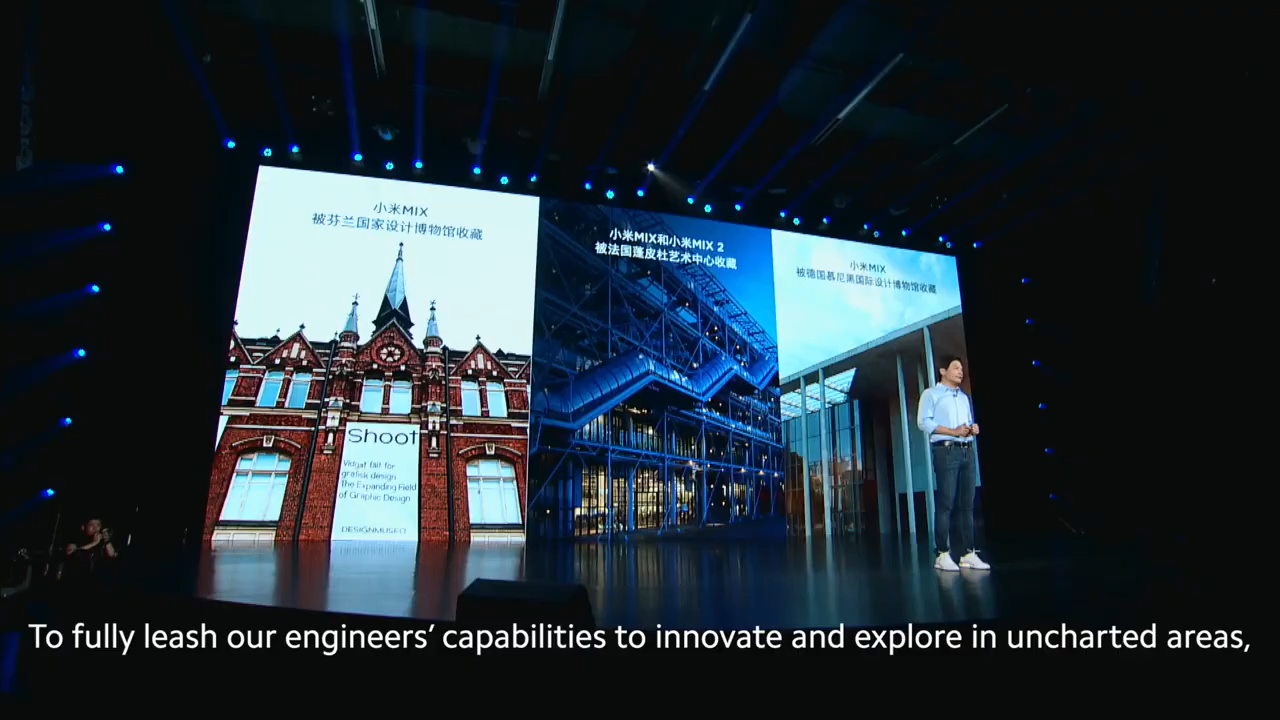 小米MIX
被芬兰国家设计博物馆收藏
小米MIX和小米MIX 2
被法国蓬皮杜艺术中心收藏
小米MIX
被德国慕尼黑国际设计博物馆收藏
Shoot
Vidgat fält för
grafisk design
The Expanding Field
of Graphic Design
DESIGNMUSEO
To fully leash our engineers’ capabilities to innovate and explore in uncharted areas,